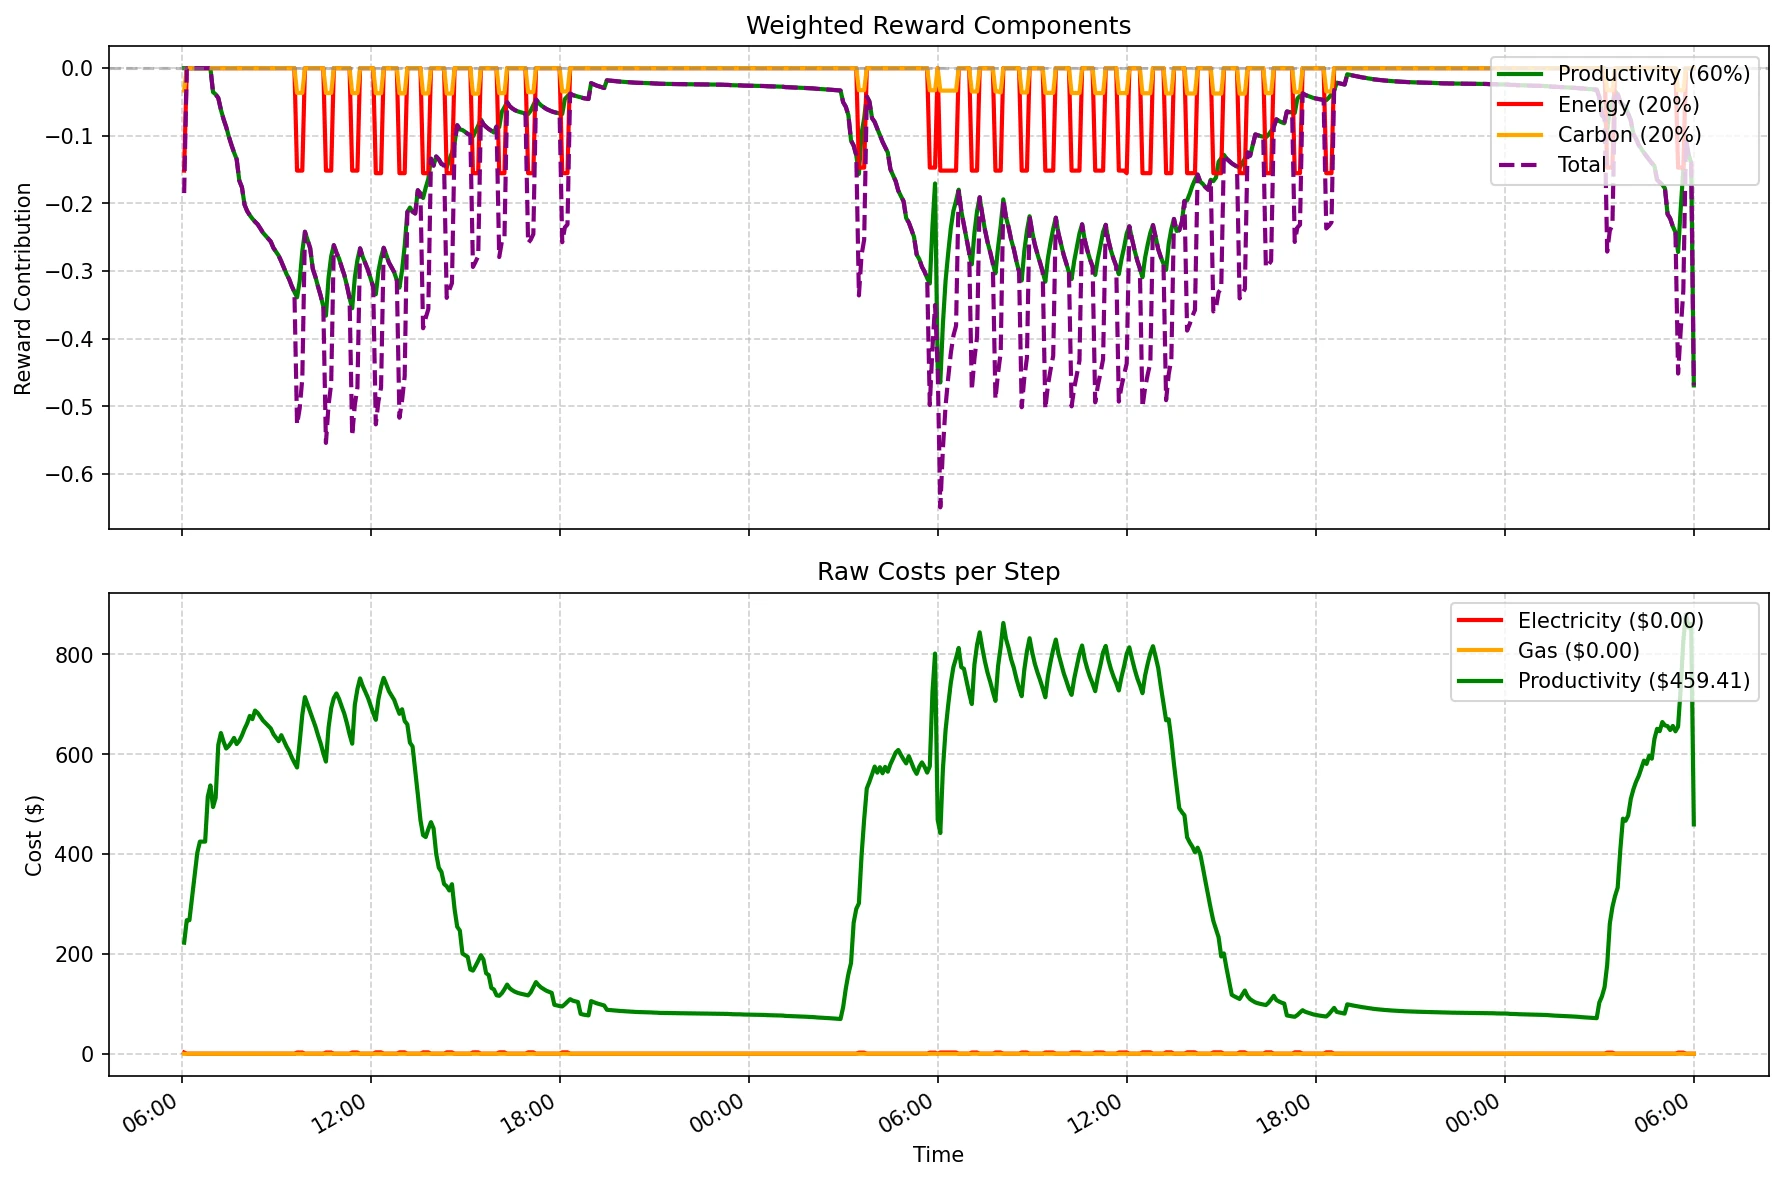 Weighted Reward Components
Reward Contribution
0.0
−0.1
−0.2
−0.3
−0.4
−0.5
−0.6
Productivity (60%)
Energy (20%)
Carbon (20%)
Total
Raw Costs per Step
Cost ($)
800
600
400
200
0
Electricity ($0.00)
Gas ($0.00)
Productivity ($459.41)
06:00
12:00
18:00
00:00
06:00
12:00
18:00
00:00
06:00
Time